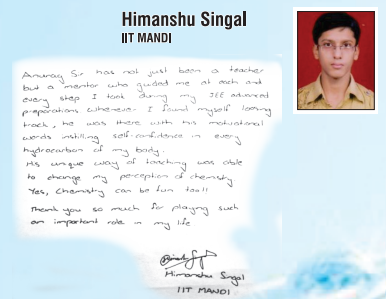 Himanshu Singal
IIT MANDI
Anurag Sir has not just been a teacher
but a mentor who guided me at each and
every step I took during my JEE advanced
preparations whenever I found myself loosing
track, he was there with his motivational
words instilling self-confidence in every
hydrocarbon of my body.
His unique way of teaching was able
to change my perception of chemistry
Yes, Chemistry can be fun too!!
Thank you so much for playing such
an important role in my life
Himanshu Singal
IIT MANDI